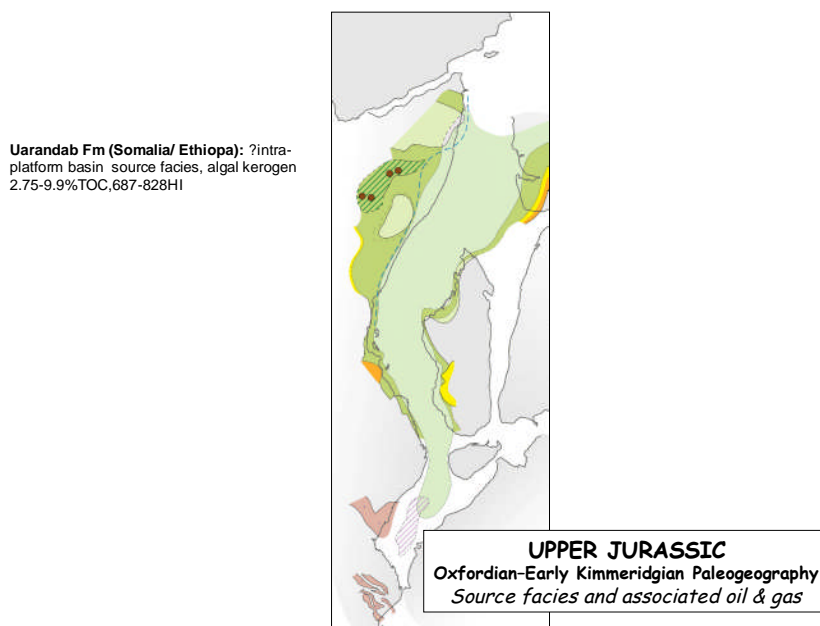 Uarandab Fm (Somalia/ Ethiopa): ?intra-
platform basin source facies, algal kerogen
2.75-9.9%TOC,687-828HI
UPPER JURASSIC
Oxfordian–Early Kimmeridgian Paleogeography
Source facies and associated oil & gas